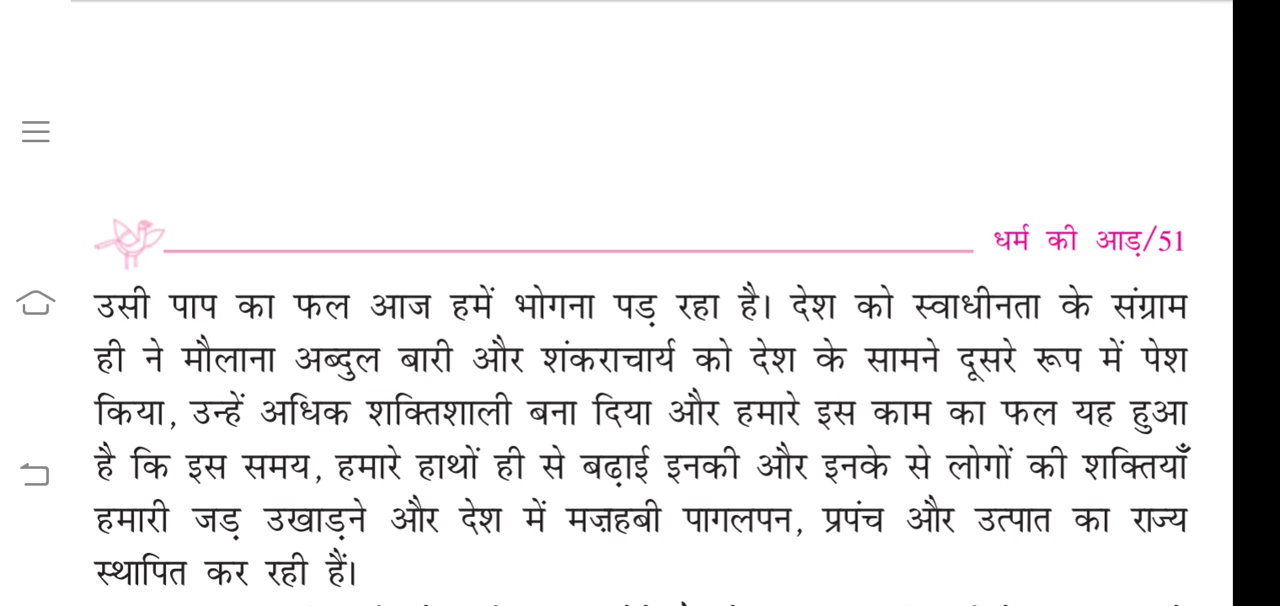 धर्म की आड़/51
उसी पाप का फल आज हमें भोगना पड़ रहा है। देश को स्वाधीनता के संग्राम
ही ने मौलाना अब्दुल बारी और शंकराचार्य को देश के सामने दूसरे रूप में पेश
किया, उन्हें अधिक शक्तिशाली बना दिया और हमारे इस काम का फल यह हुआ
है कि इस समय, हमारे हाथों ही से बढ़ाई इनकी और इनके से लोगों की शक्तियाँ
हमारी जड़ उखाड़ने और देश में मज़हबी पागलपन, प्रपंच और उत्पात का राज्य
स्थापित कर रही हैं।